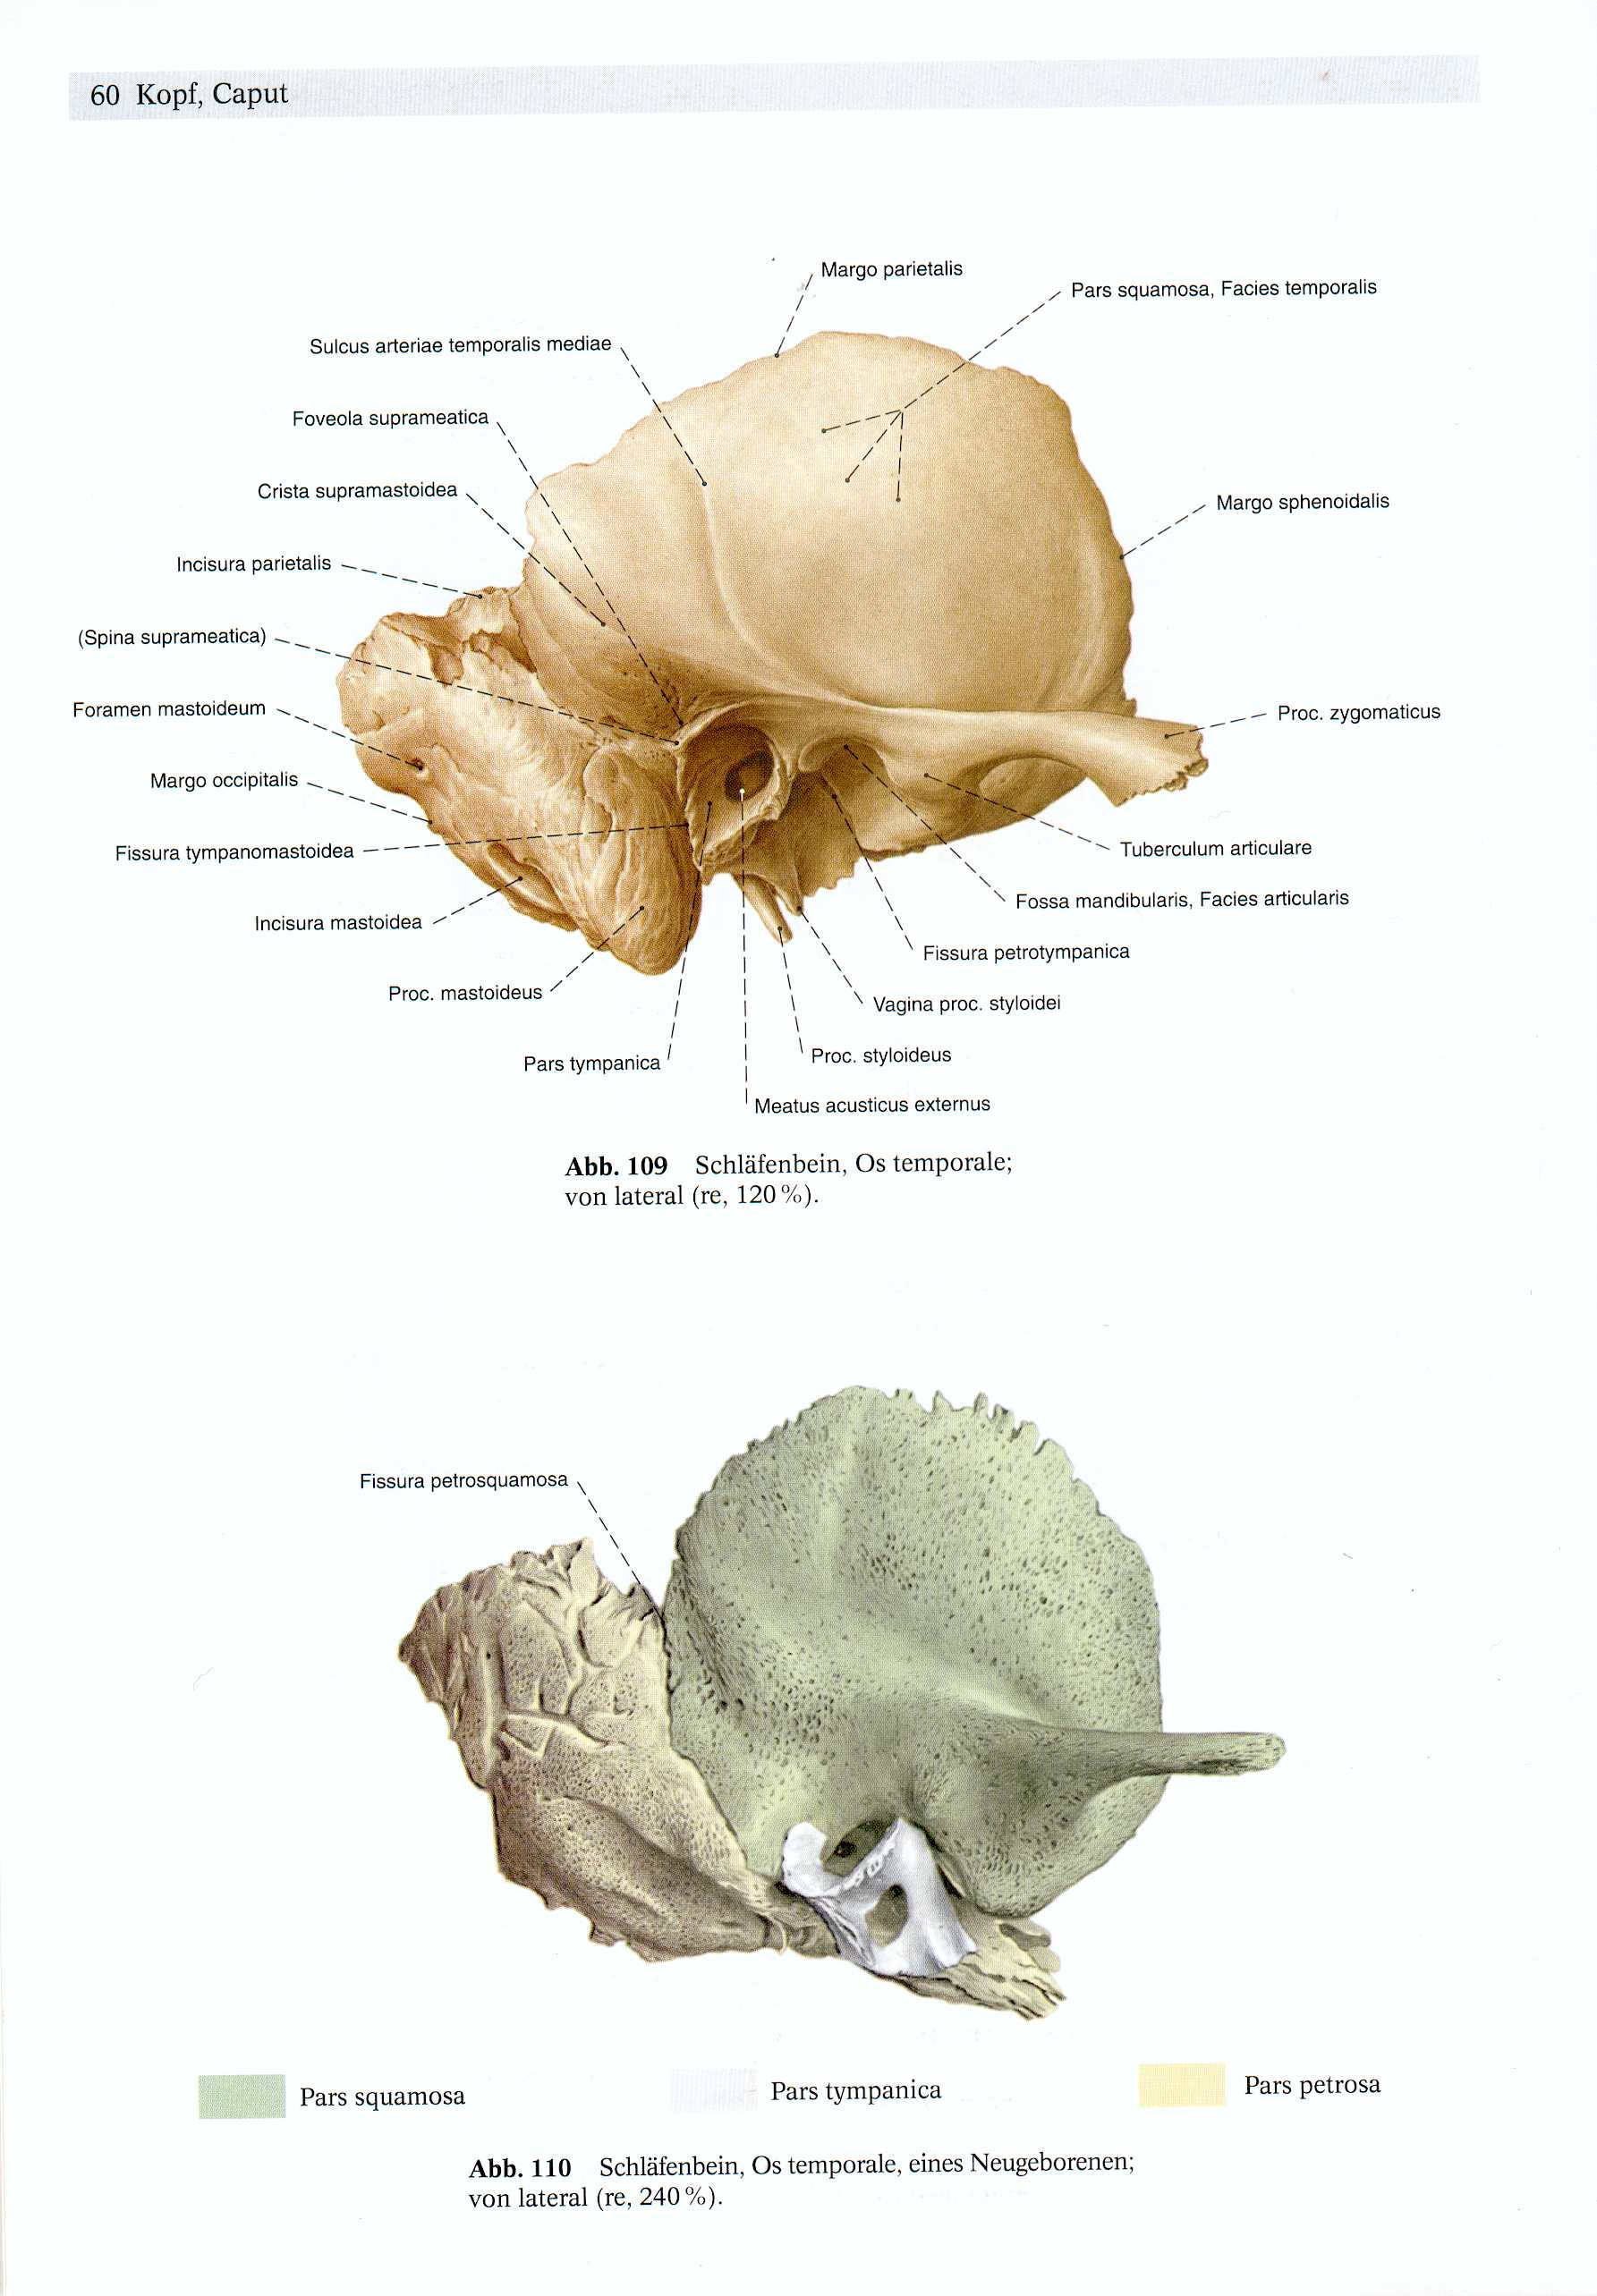 60 Kopf, Caput
Margo parietalis
Pars squamosa, Facies temporalis
Sulcus arteriae temporalis mediae
Foveola suprameatica
Crista supramastoidea
Margo sphenoidalis
Incisura parietalis
(Spina suprameatica)
Foramen mastoideum
Proc. zygomaticus
Margo occipitalis
Fissura tympanomastoidea
Tuberculum articulare
Fossa mandibularis, Facies articularis
Incisura mastoidea
Fissura petrotympanica
Proc. mastoideus
Vagina proc. styloidei
Pars tympanica
Proc. styloideus
Meatus acusticus externus
Abb. 109 Schläfenbein, Os temporale;
von lateral (re, 120 %).
Fissura petrosquamosa
Pars squamosa
Pars tympanica
Pars petrosa
Abb. 110 Schläfenbein, Os temporale, eines Neugeborenen;
von lateral (re, 240 %).